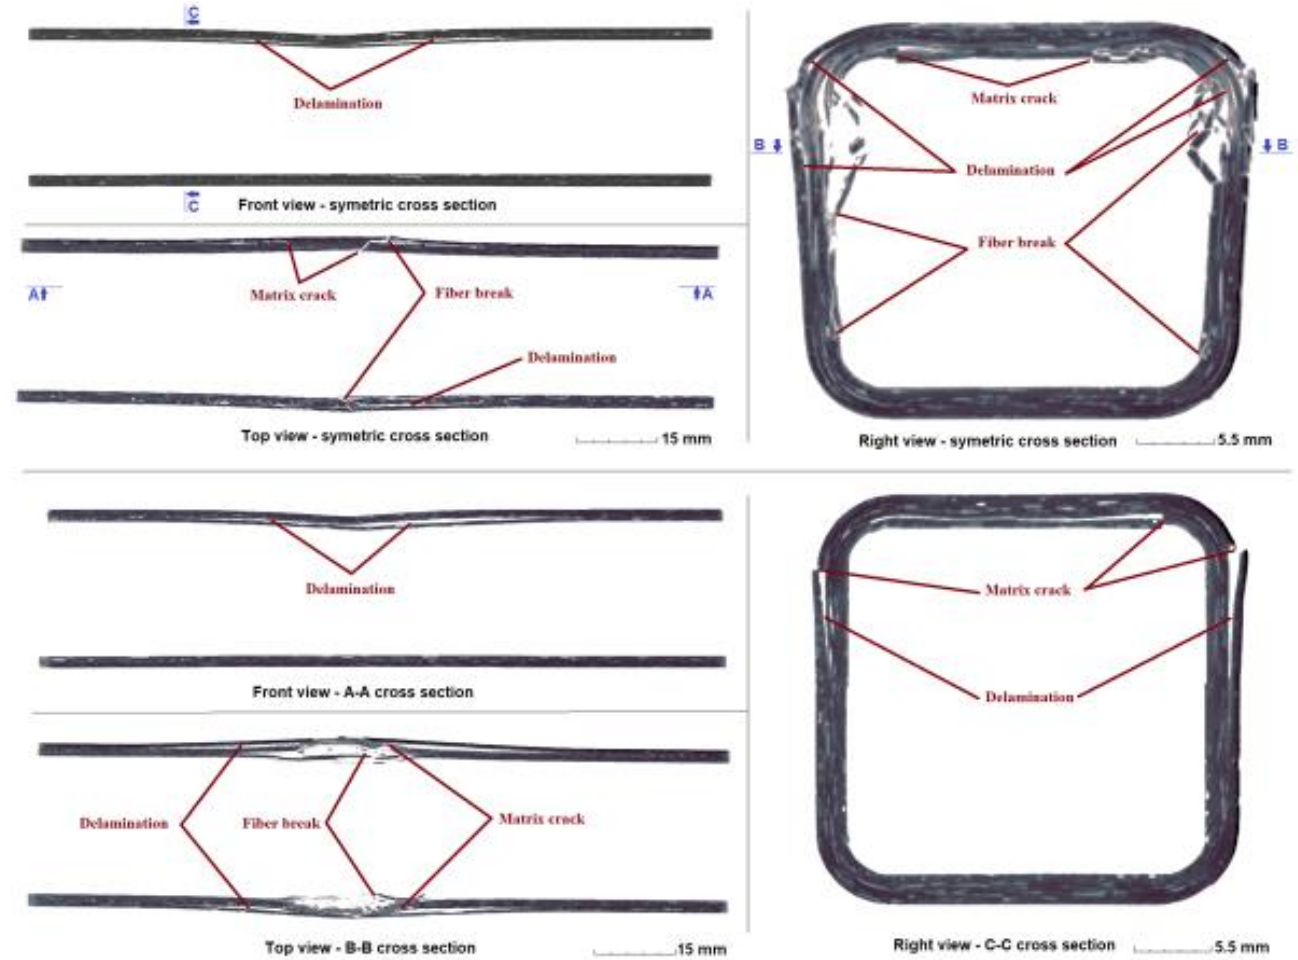 C
Delamination
C
Front view - symetric cross section
Matrix crack
Fiber break
A
A
Delamination
Top view - symetric cross section
15 mm
Matrix crack
B
B
Delamination
Fiber break
Right view - symetric cross section
5.5 mm
Delamination
Front view - A-A cross section
Delamination
Fiber break
Matrix crack
Top view - B-B cross section
15 mm
Matrix crack
Delamination
Right view - C-C cross section
5.5 mm